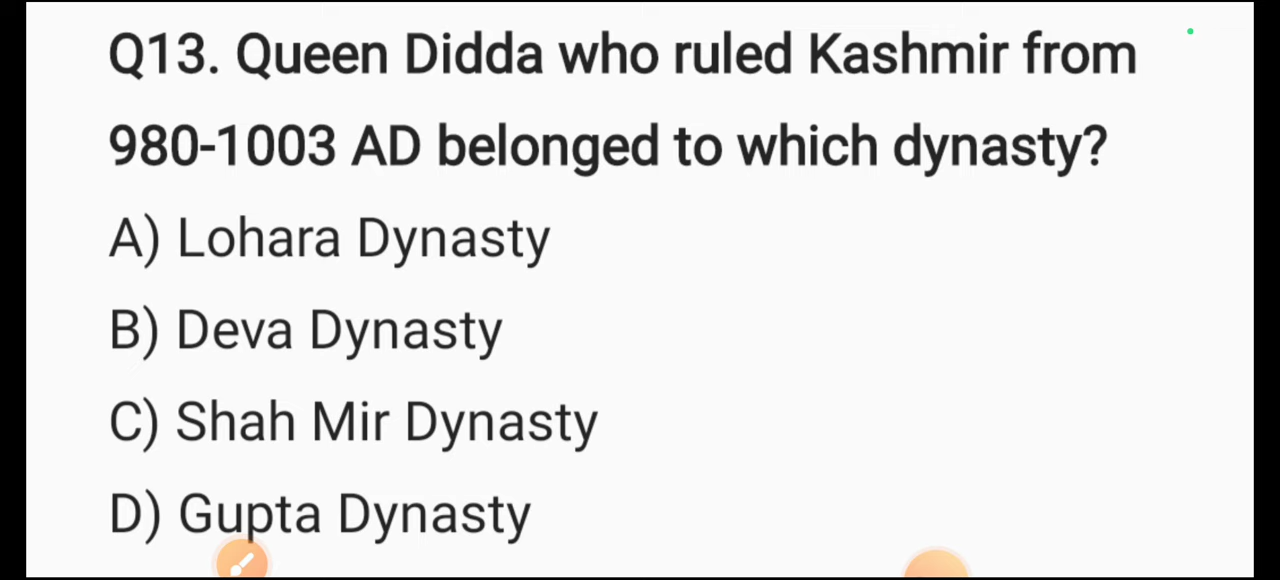 Q13. Queen Didda who ruled Kashmir from
980-1003 AD belonged to which dynasty?
A) Lohara Dynasty
B) Deva Dynasty
C) Shah Mir Dynasty
D) Gupta Dynasty